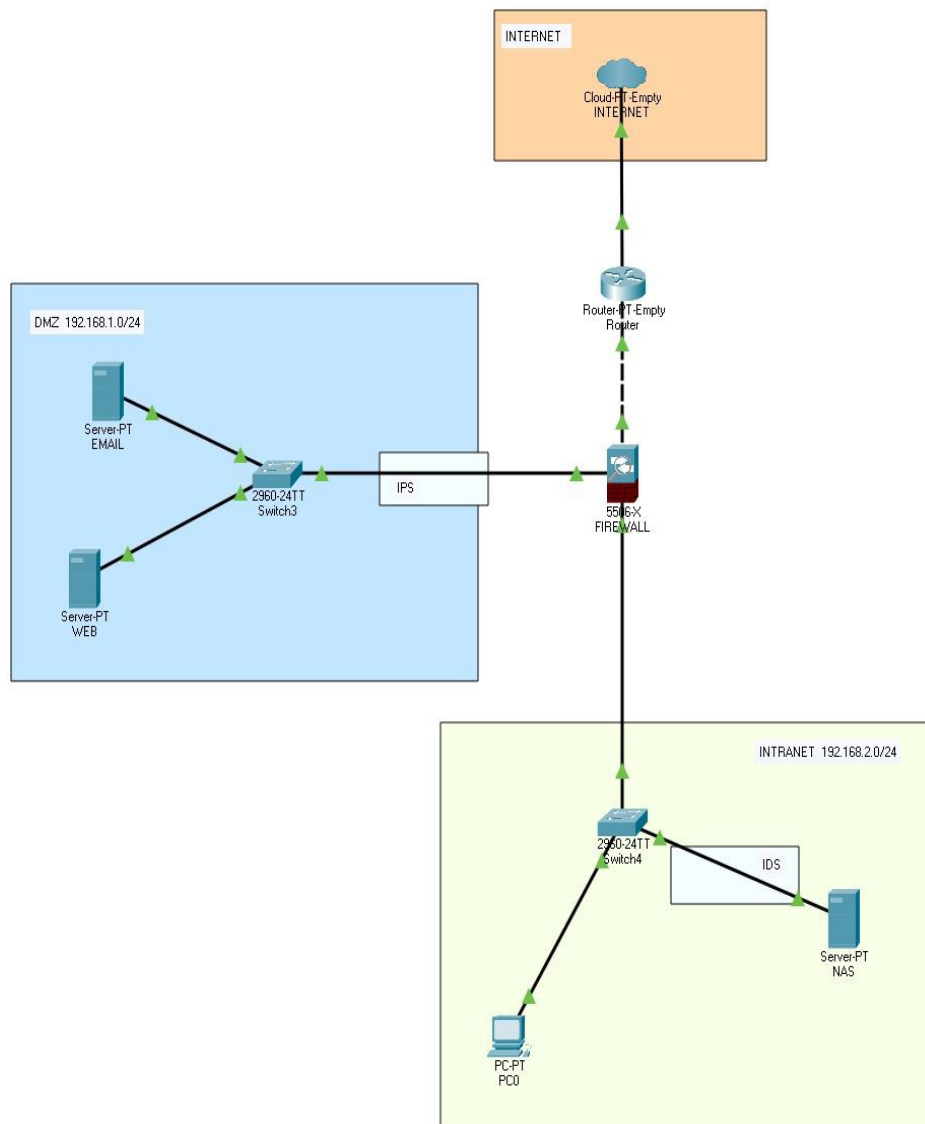 INTERNET
Cloud-PT-Empty
INTERNET
Router-PT-Empty
Router
DMZ 192.168.1.0/24
Server-PT
EMAIL
2960-24TT
Switch3
IPS
5506-X
FIREWALL
Server-PT
WEB
INTRANET 192.168.2.0/24
2960-24TT
Switch4
IDS
Server-PT
NAS
PC-PT
PC0